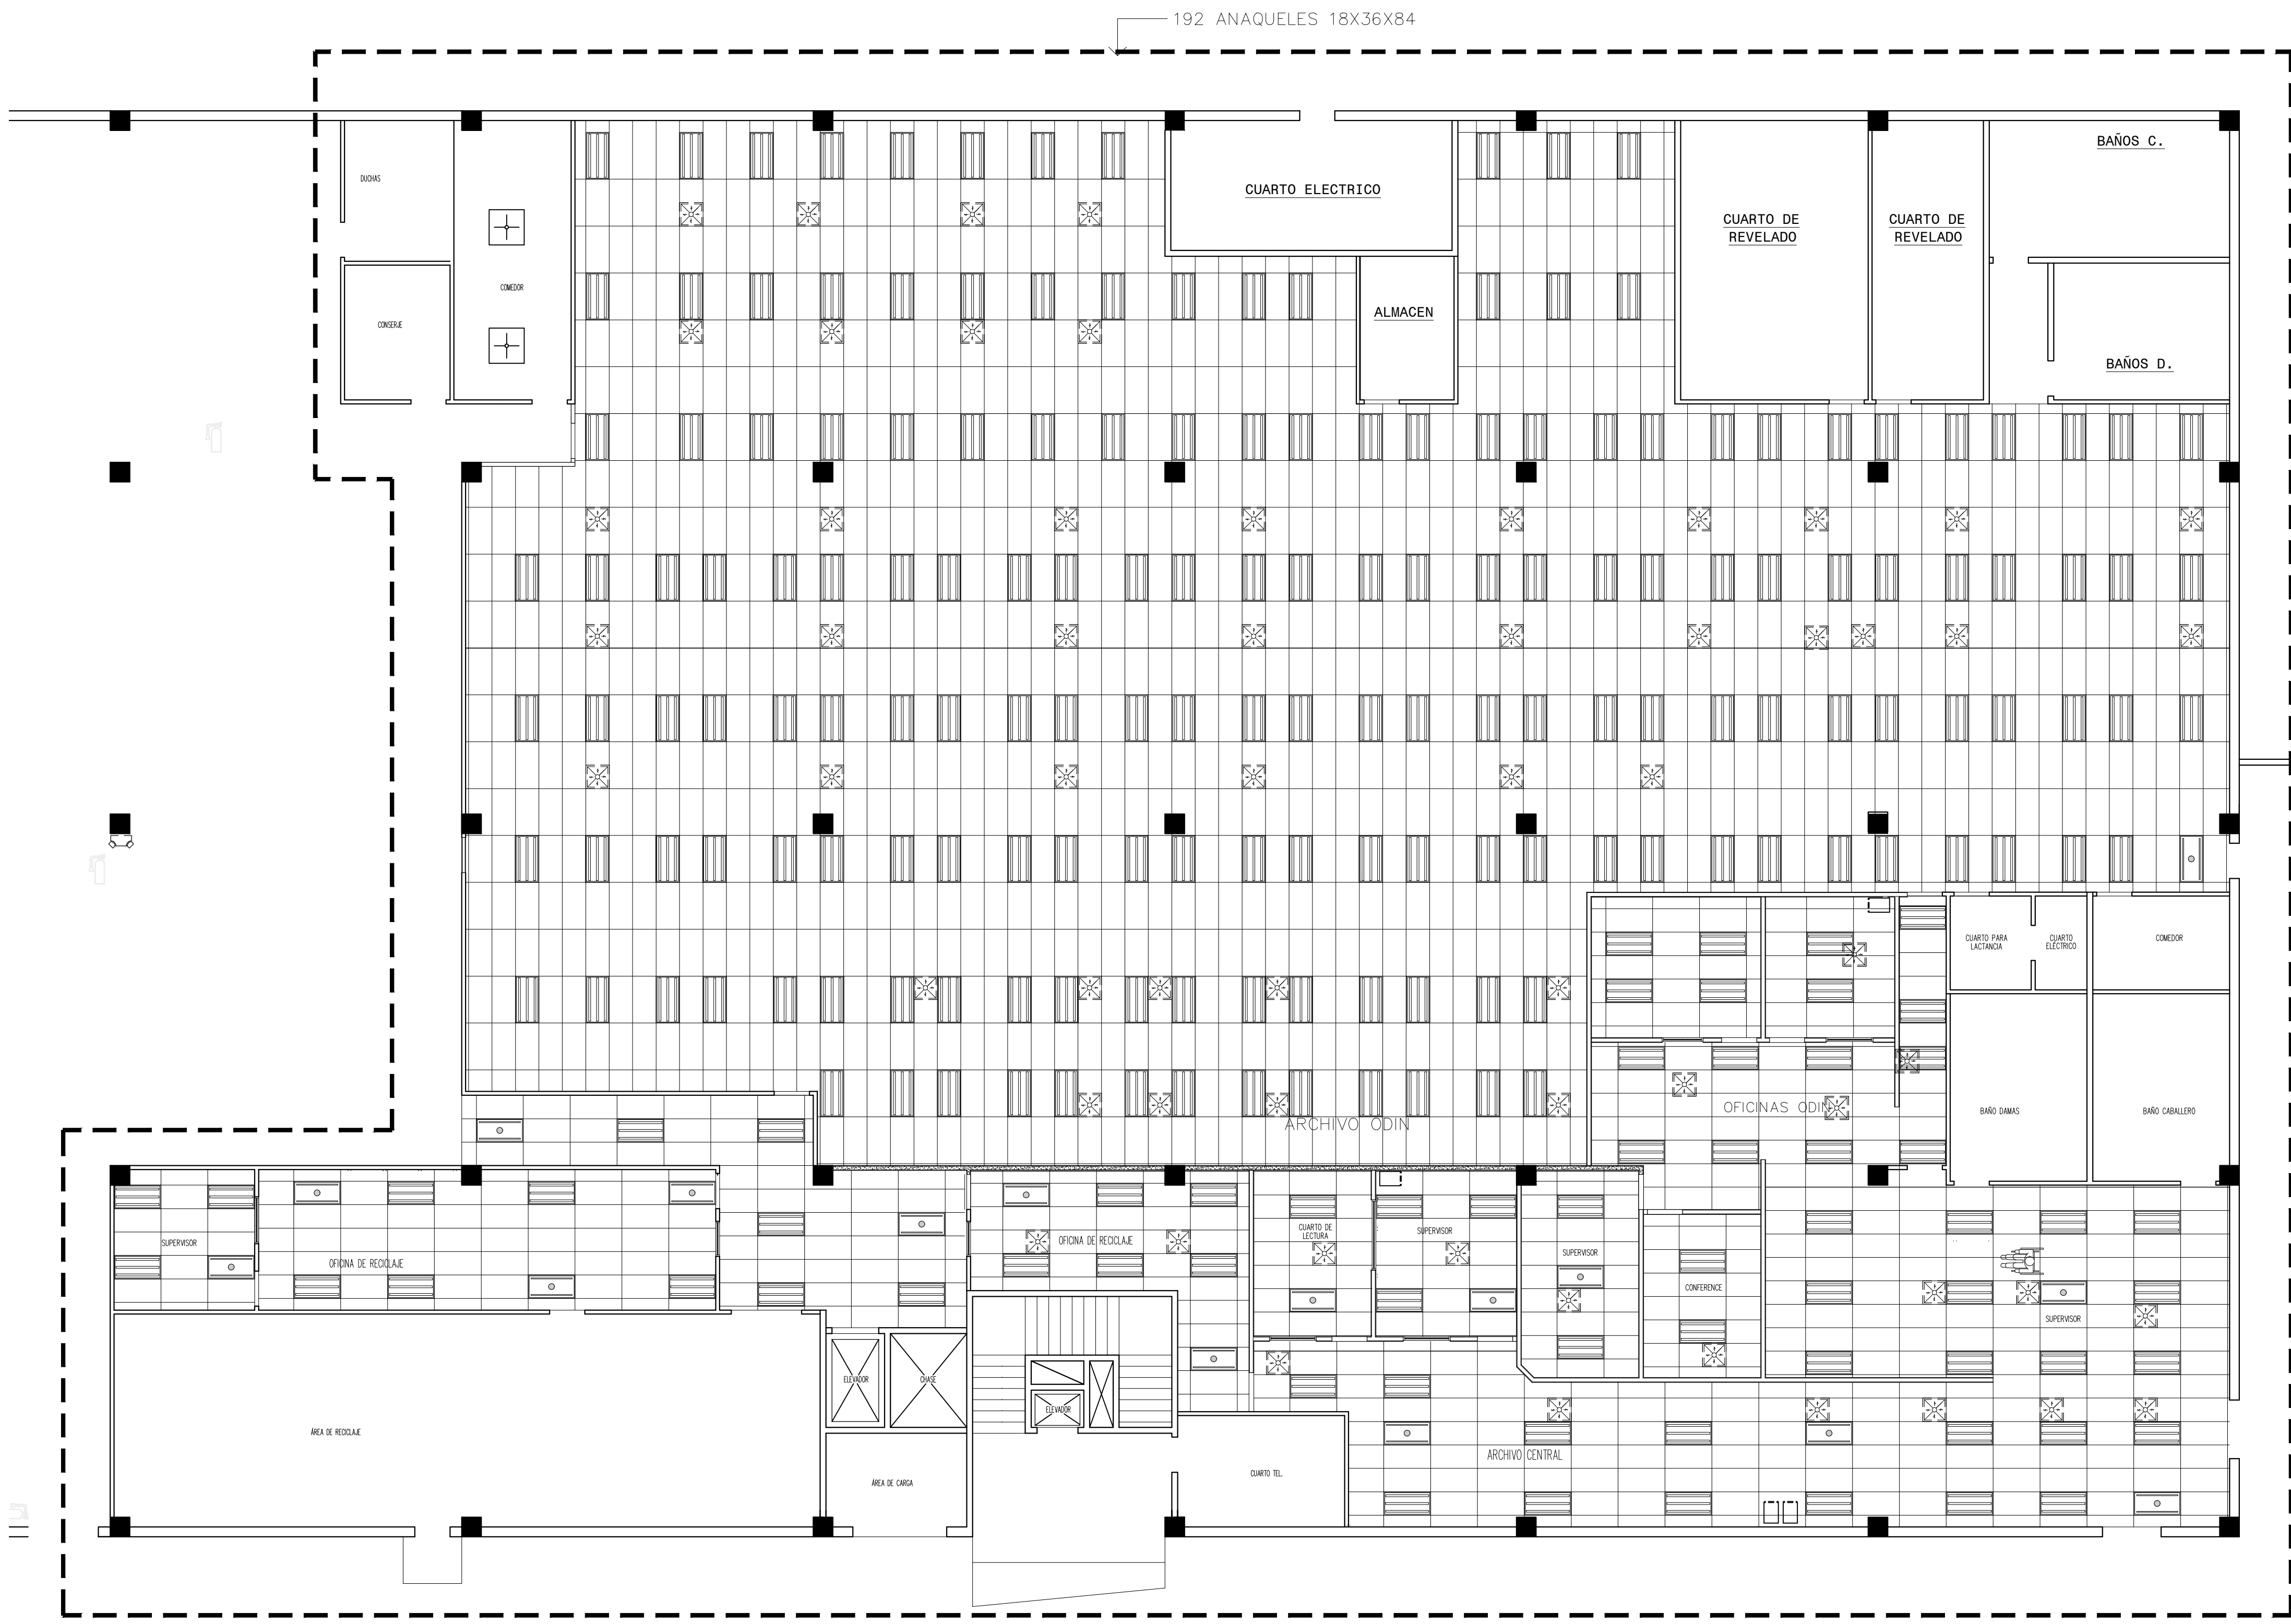 192 ANAQUELES 18X36X84
BAÑOS C.
DUCHAS
CUARTO ELECTRICO
CUARTO DE
REVELADO
CUARTO DE
REVELADO
COMEDOR
ALMACEN
CONSERJE
BAÑOS D.
CUARTO PARA
LACTANCIA
CUARTO
ELÉCTRICO
COMEDOR
OFICINAS ODIN
BAÑO DAMAS
BAÑO CABALLERO
ARCHIVO ODIN
SUPERVISOR
OFICINA DE RECICLAJE
OFICINA DE RECICLAJE
CUARTO DE
LECTURA
SUPERVISOR
SUPERVISOR
CONFERENCE
SUPERVISOR
ELEVADOR
CHASE
ELEVADOR
ÁREA DE RECICLAJE
ARCHIVO CENTRAL
ÁREA DE CARGA
CUARTO TEL.